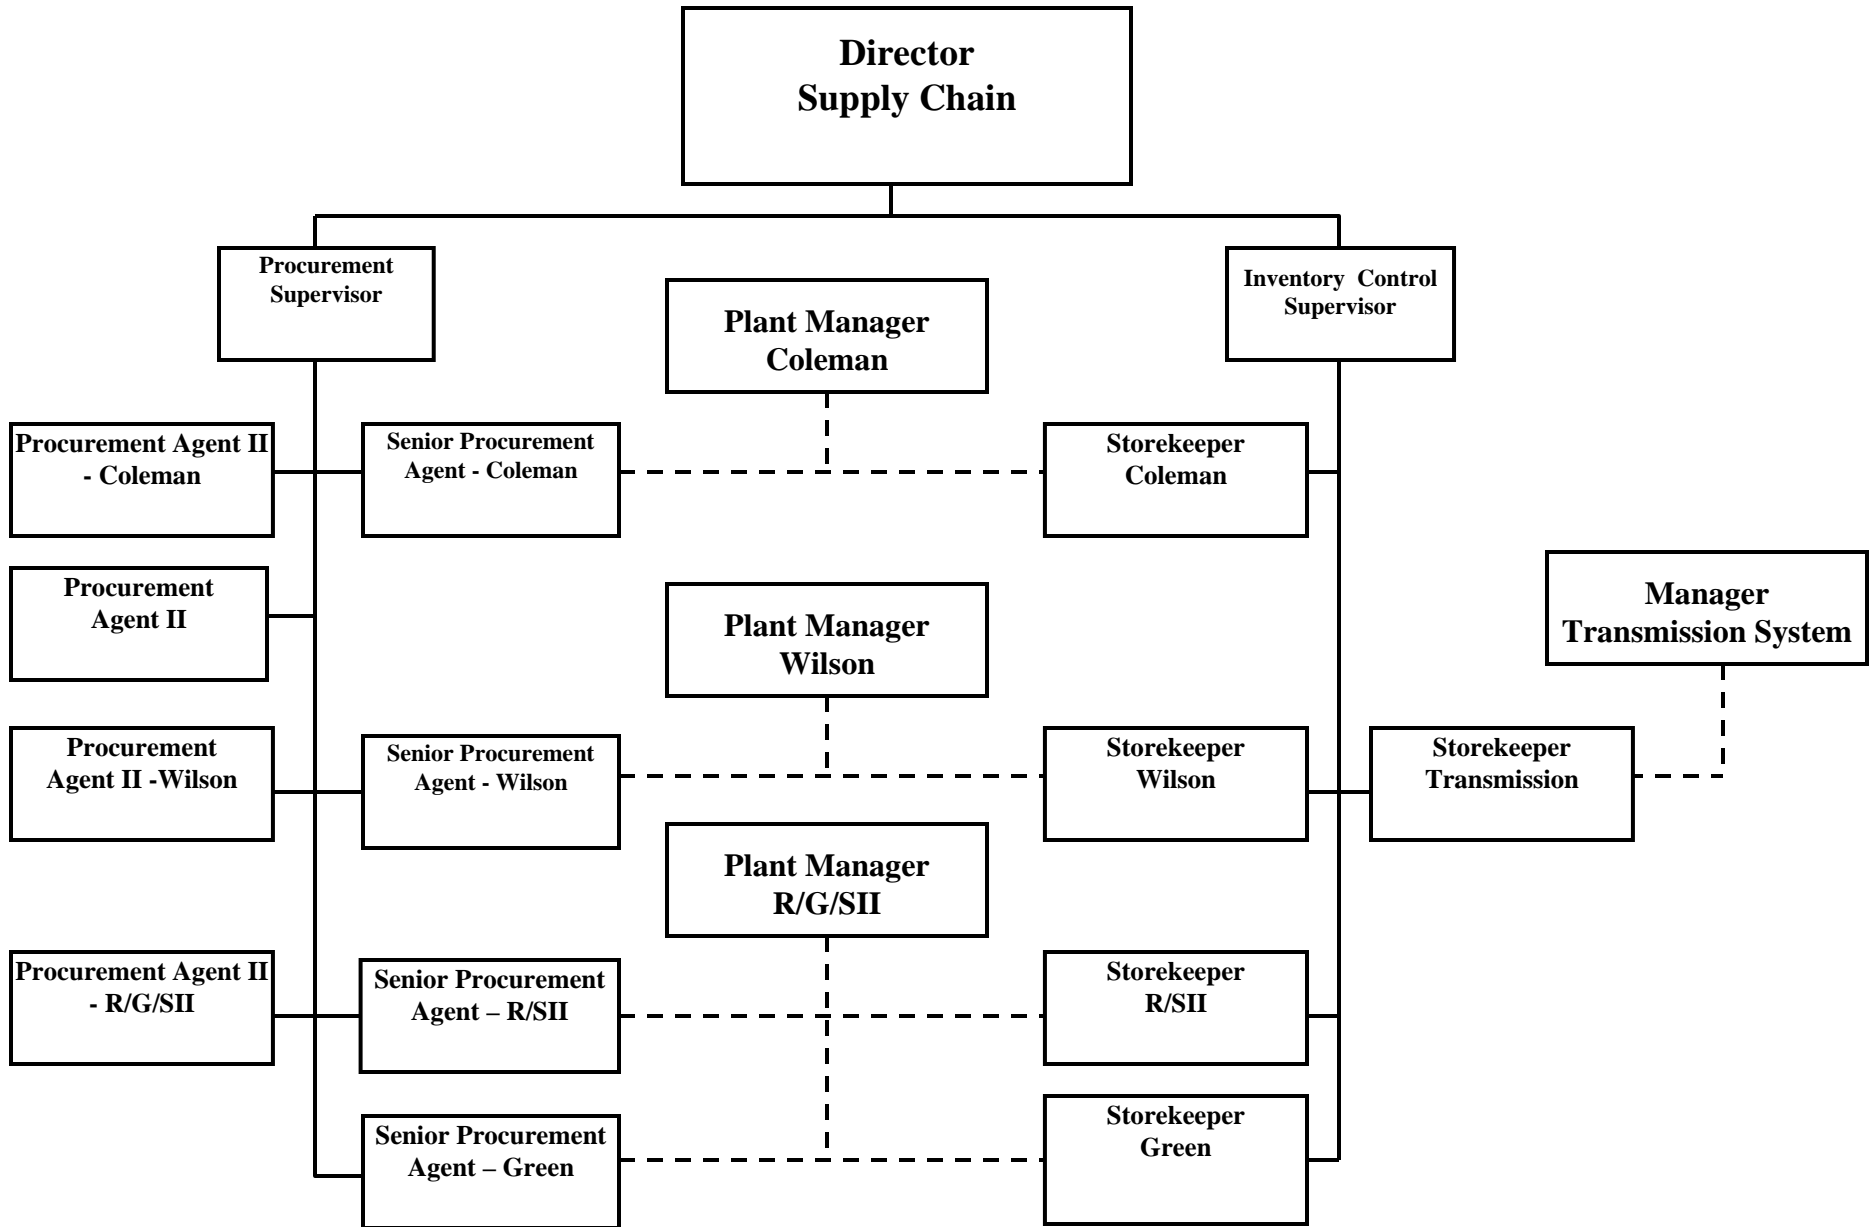 Director
Supply Chain
Procurement
Supervisor
Inventory Control
Supervisor
Plant Manager
Coleman
Procurement Agent II
- Coleman
Senior Procurement
Agent - Coleman
Storekeeper
Coleman
Procurement
Agent II
Plant Manager
Wilson
Manager
Transmission System
Procurement
Agent II -Wilson
Senior Procurement
Agent - Wilson
Storekeeper
Wilson
Storekeeper
Transmission
Plant Manager
R/G/SII
Procurement Agent II
- R/G/SII
Senior Procurement
Agent – R/SII
Storekeeper
R/SII
Senior Procurement
Agent – Green
Storekeeper
Green